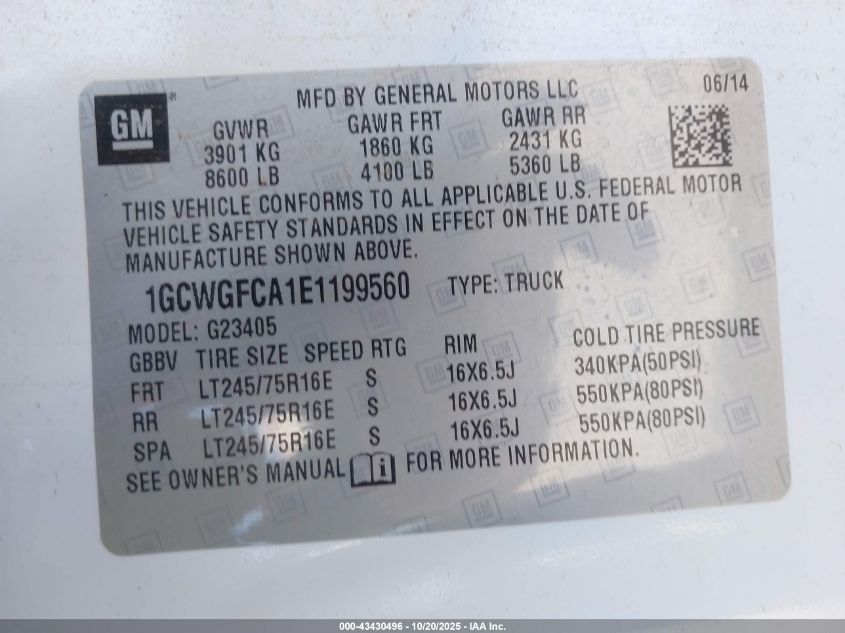 GM
MFD BY GENERAL MOTORS LLC
06/14
GVWR GAWR FRT GAWR RR
3901 KG 1860 KG 2431 KG
8600 LB 4100 LB 5360 LB
THIS VEHICLE CONFORMS TO ALL APPLICABLE U.S. FEDERAL MOTOR
VEHICLE SAFETY STANDARDS IN EFFECT ON THE DATE OF
MANUFACTURE SHOWN ABOVE.
1GCWGFCA1E1199560 TYPE: TRUCK
MODEL: G23405
GBBV TIRE SIZE SPEED RTG RIM COLD TIRE PRESSURE
FRT LT245/75R16E S 16X6.5J 340KPA(50PSI)
RR LT245/75R16E S 16X6.5J 550KPA(80PSI)
SPA LT245/75R16E S 16X6.5J 550KPA(80PSI)
SEE OWNER'S MANUAL i FOR MORE INFORMATION.
000-43430496 - 10/20/2025 - IAA Inc.